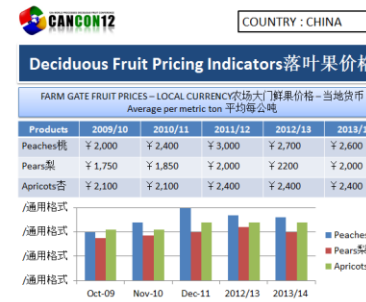 CANCON12
COUNTRY : CHINA
Deciduous Fruit Pricing Indicators落叶果价格
FARM GATE FRUIT PRICES – LOCAL CURRENCY农场大门鲜果价格 – 当地货币
Average per metric ton 平均每公吨
Products 2009/10 2010/11 2011/12 2012/13 2013/1
Peaches桃 ¥ 2,000 ¥ 2,400 ¥ 3,000 ¥ 2,700 ¥ 2,600
Pears梨 ¥ 1,750 ¥ 1,850 ¥ 2,000 ¥ 2200 ¥ 2,000
Apricots杏 ¥ 2,100 ¥ 2,100 ¥ 2,400 ¥ 2,400 ¥ 2,400
/通用格式
/通用格式
/通用格式
/通用格式
Peaches
Pears梨
Apricots
Oct-09 Nov-10 Dec-11 2012/13 2013/14